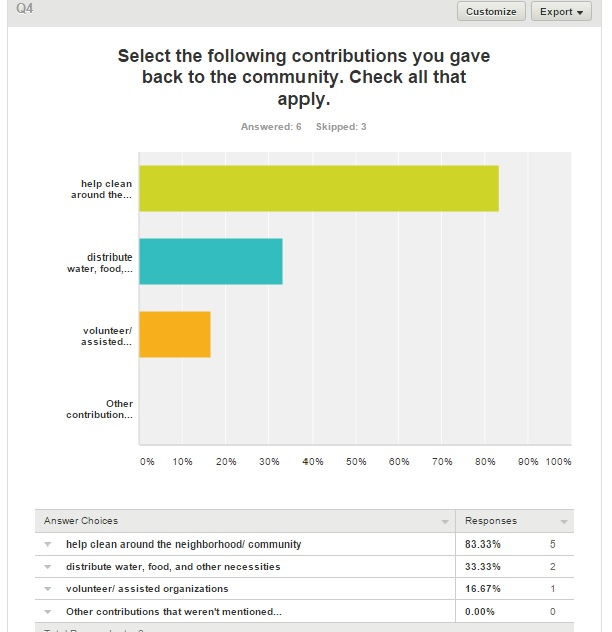 Q4
Customize
Export
Select the following contributions you gave
back to the community. Check all that
apply.
Answered: 6 Skipped: 3
help clean
around the...
distribute
water, food,...
volunteer/
assisted...
Other
contribution...
0% 10% 20% 30% 40% 50% 60% 70% 80% 90% 100%
Answer Choices Responses
help clean around the neighborhood/ community 83.33% 5
distribute water, food, and other necessities 33.33% 2
volunteer/ assisted organizations 16.67% 1
Other contributions that weren't mentioned... 0.00% 0